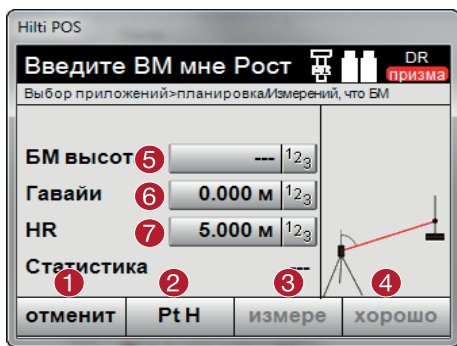 Hilti POS
Введите ВМ мне Рост
DR
призма
Выбор приложений>планировка/Измерений, что БМ
БМ высот 5 --- 123
Гавайи 6 0.000 м 123
HR 7 5.000 м 123
Статистика ---
1 2 3 4
отменит Pt H измере хорошо